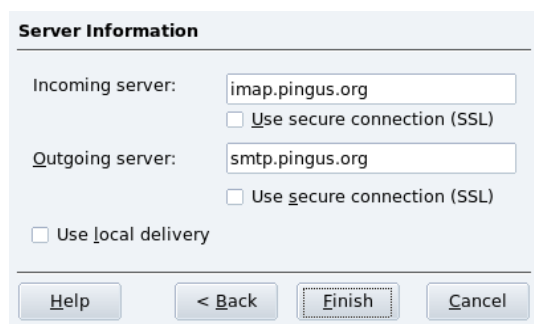 Server Information
Incoming server: imap.pingus.org
Use secure connection (SSL)
Outgoing server: smtp.pingus.org
Use secure connection (SSL)
Use local delivery
Help < Back Finish Cancel